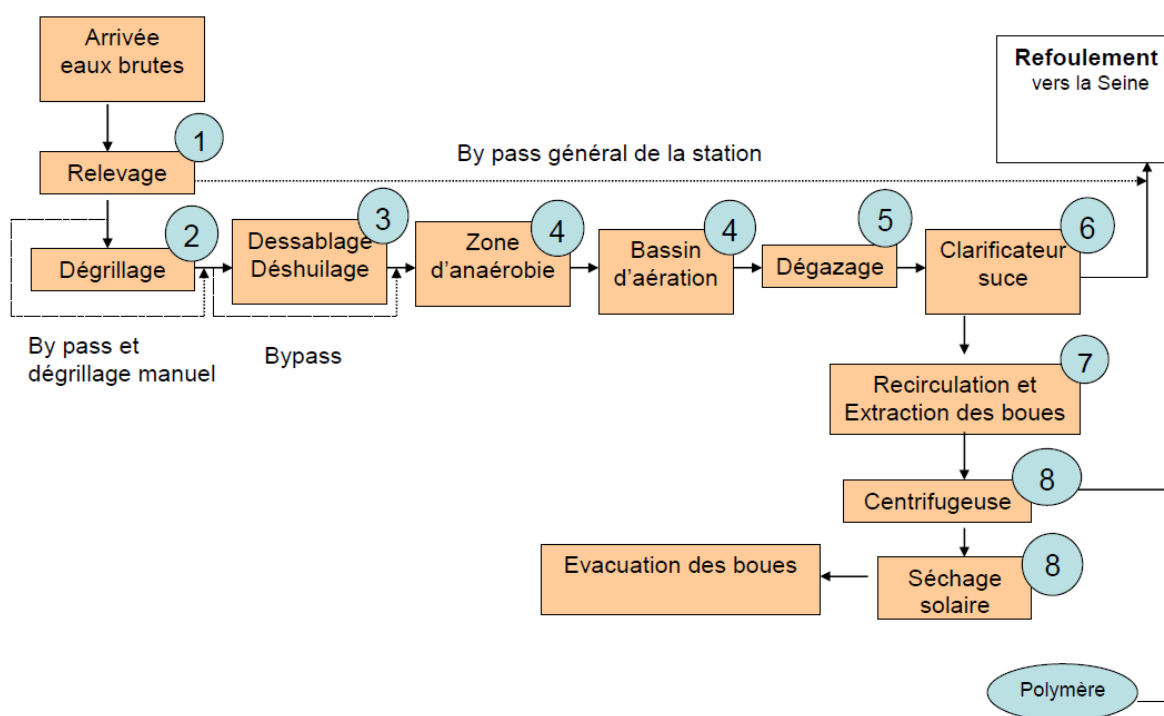 Arrivée
eaux brutes
Refoulement
vers la Seine
1
By pass général de la station
Relevage
2
3
4
4
5
6
Dégrillage
Dessablage
Déshuilage
Zone
d'anaérobie
Bassin
d'aération
Dégazage
Clarificateur
suce
By pass et
dégrillage manuel
Bypass
7
Recirculation et
Extraction des boues
8
Centrifugeuse
8
Evacuation des boues
Séchage
solaire
Polymère